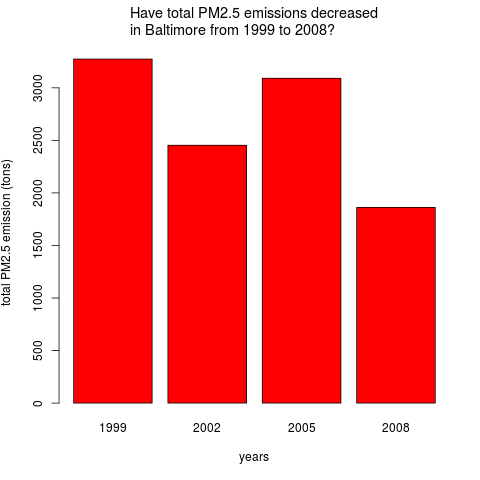 Have total PM2.5 emissions decreased
in Baltimore from 1999 to 2008?
total PM2.5 emission (tons)
3000
2500
2000
1500
1000
500
0
1999 2002 2005 2008
years